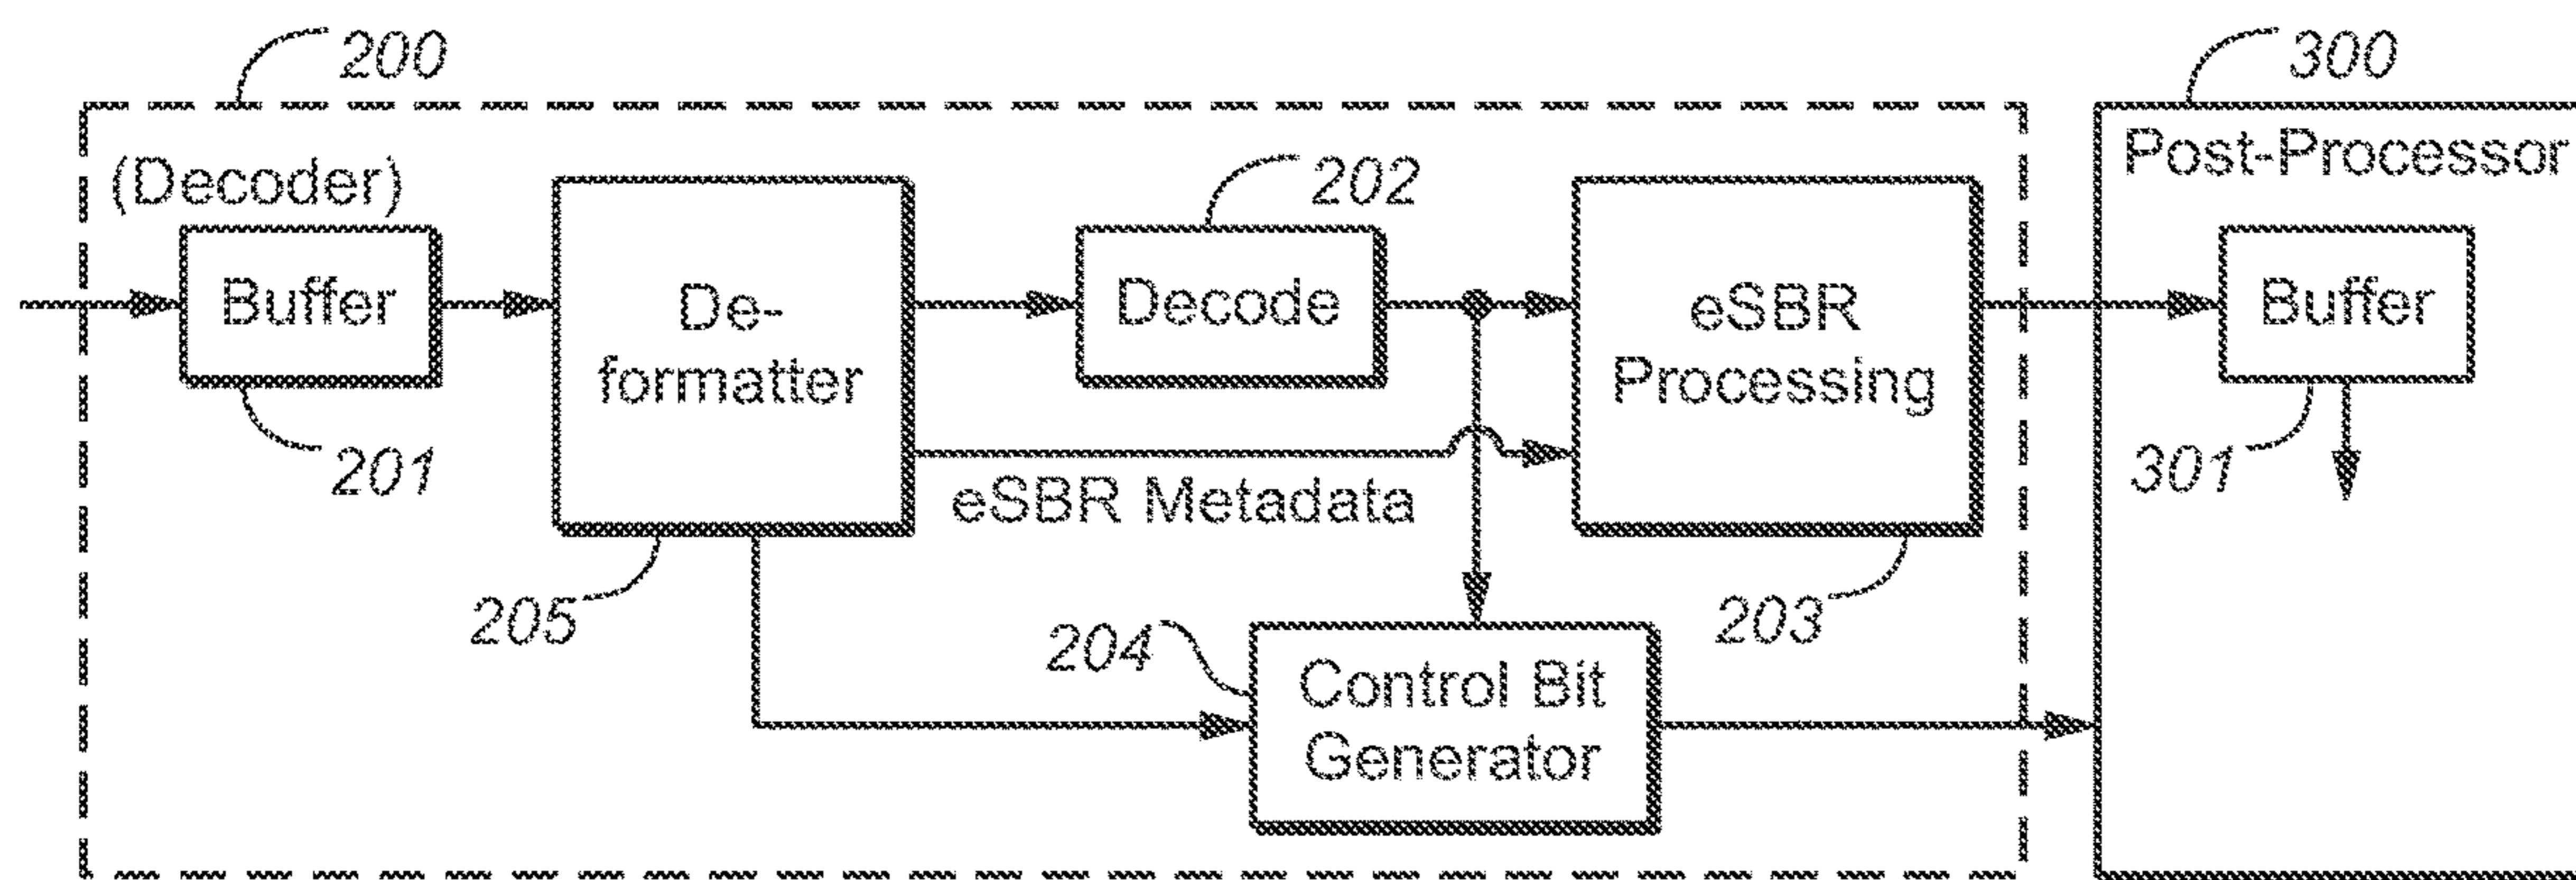 200
300
(Decoder)
Post-Processor
202
Buffer
De-
formatter
Decode
eSBR
Processing
Buffer
201
eSBR Metadata
301
205
204
203
Control Bit
Generator